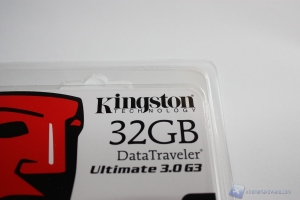 Kingston
TECHNOLOGY
32GB
DataTraveler®
Ultimate 3.0 G3